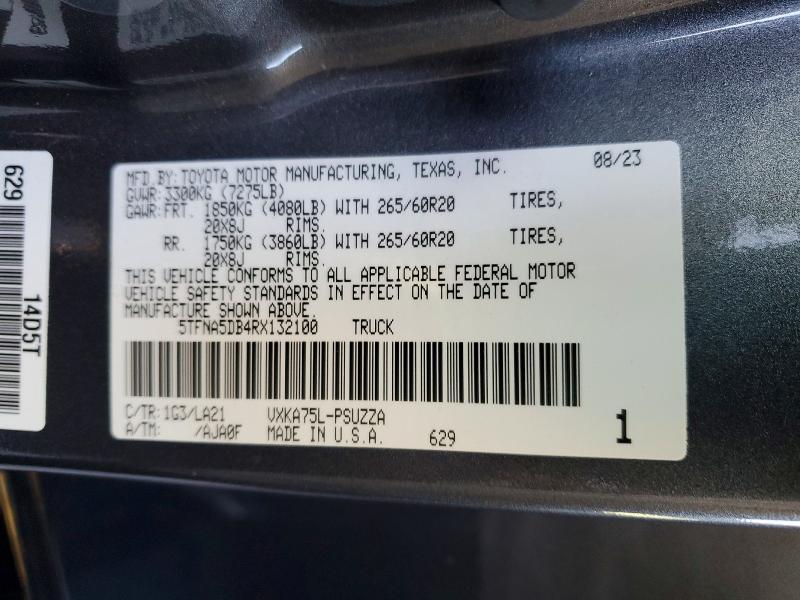 MFD BY:TOYOTA MOTOR MANUFACTURING, TEXAS, INC. 08/23
GVWR:3300KG (7275LB)
GAWR:FRT. 1850KG (4080LB) WITH 265/60R20 TIRES,
20X8J RIMS.
RR. 1750KG (3860LB) WITH 265/60R20 TIRES,
20X8J RIMS.
THIS VEHICLE CONFORMS TO ALL APPLICABLE FEDERAL MOTOR
VEHICLE SAFETY STANDARDS IN EFFECT ON THE DATE OF
MANUFACTURE SHOWN ABOVE.
5TFNA5DB4RX132100 TRUCK
C/TR:1G3/LA21 VXKA75L-PSUZZA
A/TM: /AJA0F MADE IN U.S.A. 629 1
629 14D5T